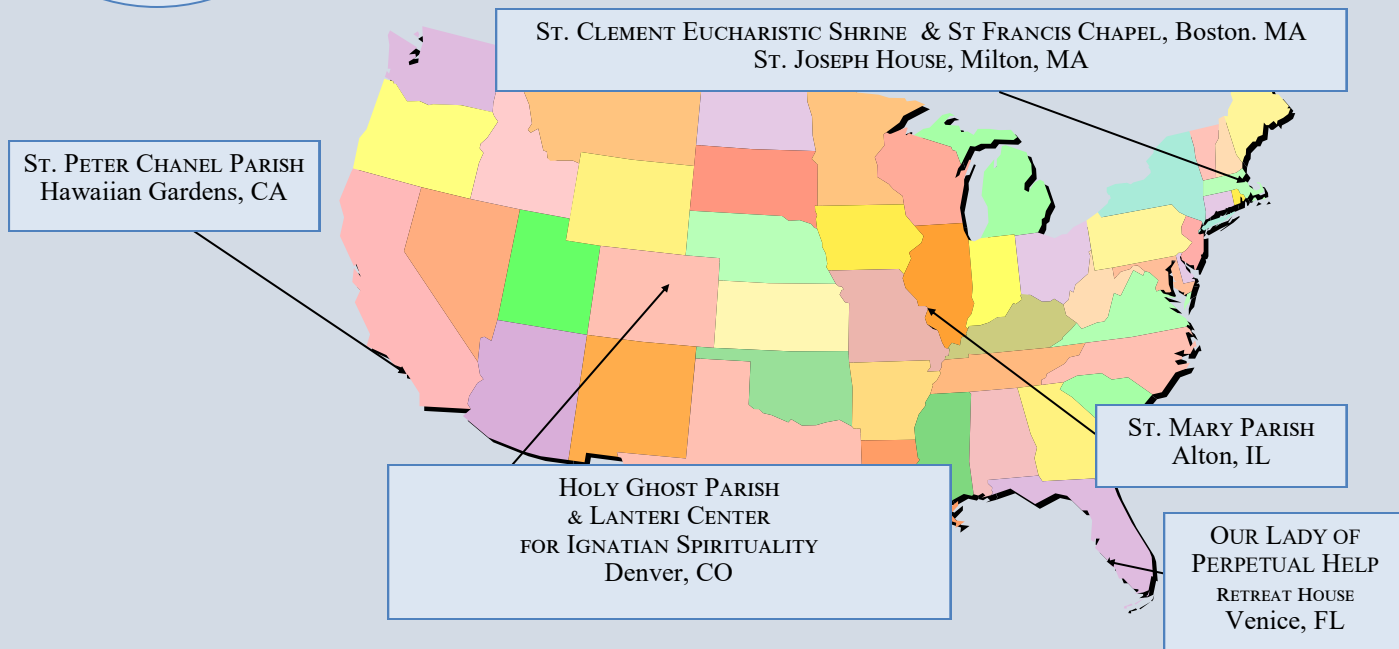 St. Clement Eucharistic Shrine & St Francis Chapel, Boston. MA
St. Joseph House, Milton, MA
St. Peter Chanel Parish
Hawaiian Gardens, CA
St. Mary Parish
Alton, IL
Holy Ghost Parish
& Lanteri Center
for Ignatian Spirituality
Denver, CO
Our Lady of
Perpetual Help
Retreat House
Venice, FL